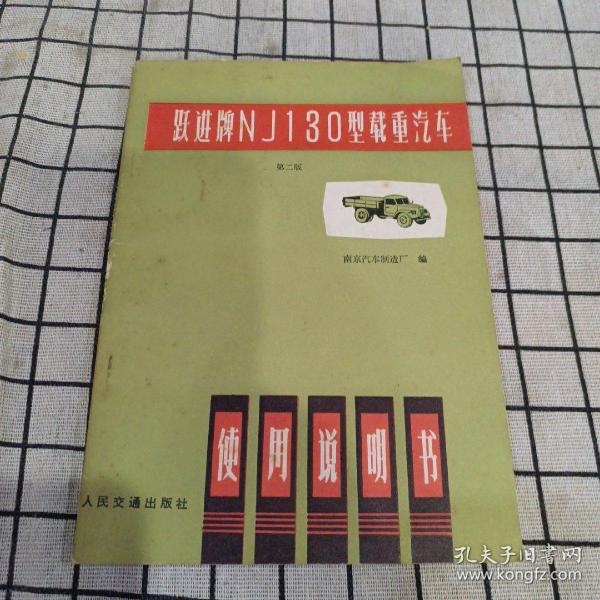 跃进牌NJ130型载重汽车
第二版
南京汽车制造厂 编
使用说明书
人民交通出版社
孔夫子旧书网
www.kongfz.com